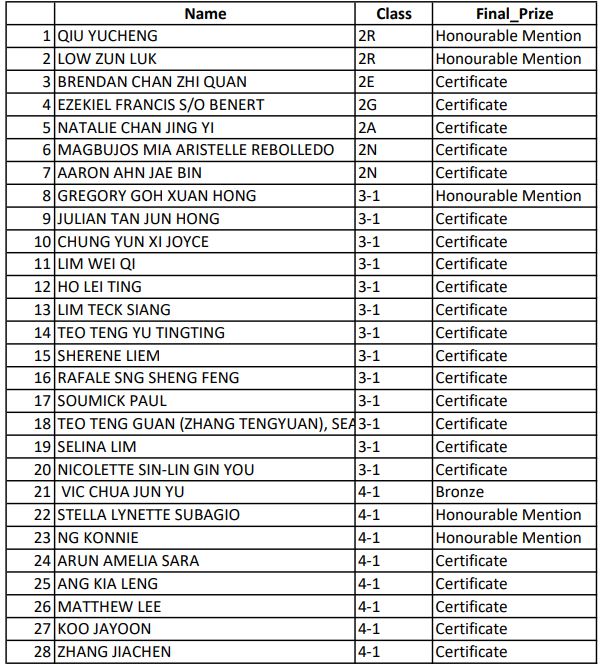 Name Class Final_Prize
1 QIU YUCHENG 2R Honourable Mention
2 LOW ZUN LUK 2R Honourable Mention
3 BRENDAN CHAN ZHI QUAN 2E Certificate
4 EZEKIEL FRANCIS S/O BENERT 2G Certificate
5 NATALIE CHAN JING YI 2A Certificate
6 MAGBUJOS MIA ARISTELLE REBOLLEDO 2N Certificate
7 AARON AHN JAE BIN 2N Certificate
8 GREGORY GOH XUAN HONG 3-1 Honourable Mention
9 JULIAN TAN JUN HONG 3-1 Certificate
10 CHUNG YUN XI JOYCE 3-1 Certificate
11 LIM WEI QI 3-1 Certificate
12 HO LEI TING 3-1 Certificate
13 LIM TECK SIANG 3-1 Certificate
14 TEO TENG YU TINGTING 3-1 Certificate
15 SHERENE LIEM 3-1 Certificate
16 RAFALE SNG SHENG FENG 3-1 Certificate
17 SOUMICK PAUL 3-1 Certificate
18 TEO TENG GUAN (ZHANG TENGYUAN), SEA 3-1 Certificate
19 SELINA LIM 3-1 Certificate
20 NICOLETTE SIN-LIN GIN YOU 3-1 Certificate
21 VIC CHUA JUN YU 4-1 Bronze
22 STELLA LYNETTE SUBAGIO 4-1 Honourable Mention
23 NG KONNIE 4-1 Honourable Mention
24 ARUN AMELIA SARA 4-1 Certificate
25 ANG KIA LENG 4-1 Certificate
26 MATTHEW LEE 4-1 Certificate
27 KOO JAYOON 4-1 Certificate
28 ZHANG JIACHEN 4-1 Certificate